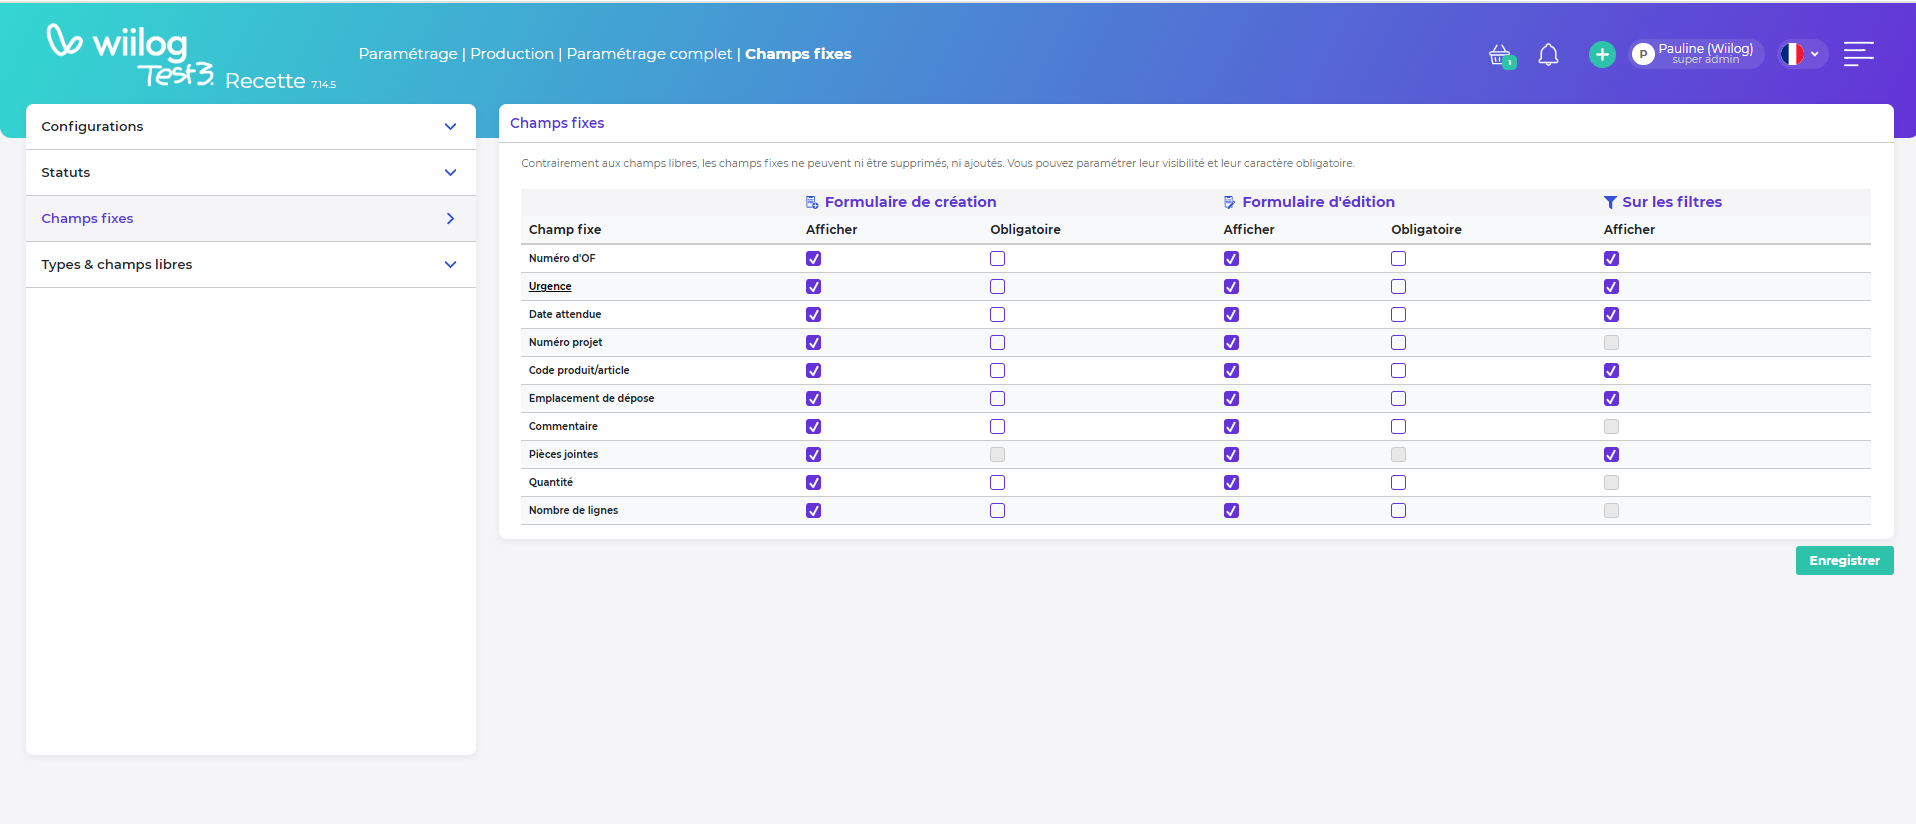 wiilog
Test3
Recette 7.14.5
Paramétrage | Production | Paramétrage complet | Champs fixes
1
P
Pauline (Wiilog)
super admin
Configurations
Statuts
Champs fixes
Types & champs libres
Champs fixes
Contrairement aux champs libres, les champs fixes ne peuvent ni être supprimés, ni ajoutés. Vous pouvez paramétrer leur visibilité et leur caractère obligatoire.
Formulaire de création Formulaire d'édition Sur les filtres
Champ fixe Afficher Obligatoire Afficher Obligatoire Afficher
Numéro d'OF
Urgence
Date attendue
Numéro projet
Code produit/article
Emplacement de dépose
Commentaire
Pièces jointes
Quantité
Nombre de lignes
Enregistrer